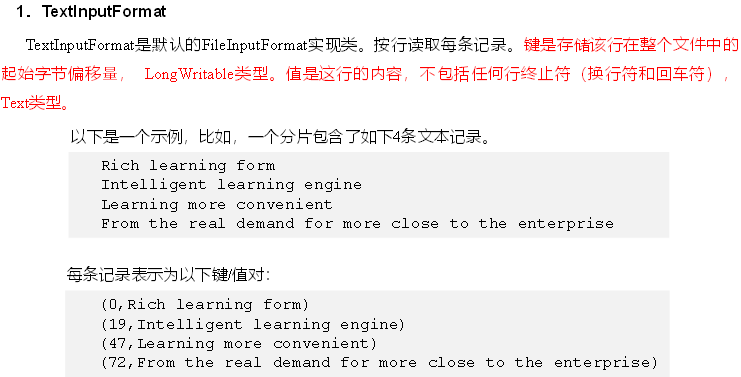 1. TextInputFormat
TextInputFormat是默认的FileInputFormat实现类。按行读取每条记录。键是存储该行在整个文件中的
起始字节偏移量， LongWritable类型。值是这行的内容，不包括任何行终止符（换行符和回车符），
Text类型。
以下是一个示例，比如，一个分片包含了如下4条文本记录。
Rich learning form
Intelligent learning engine
Learning more convenient
From the real demand for more close to the enterprise
每条记录表示为以下键/值对：
(0,Rich learning form)
(19,Intelligent learning engine)
(47,Learning more convenient)
(72,From the real demand for more close to the enterprise)